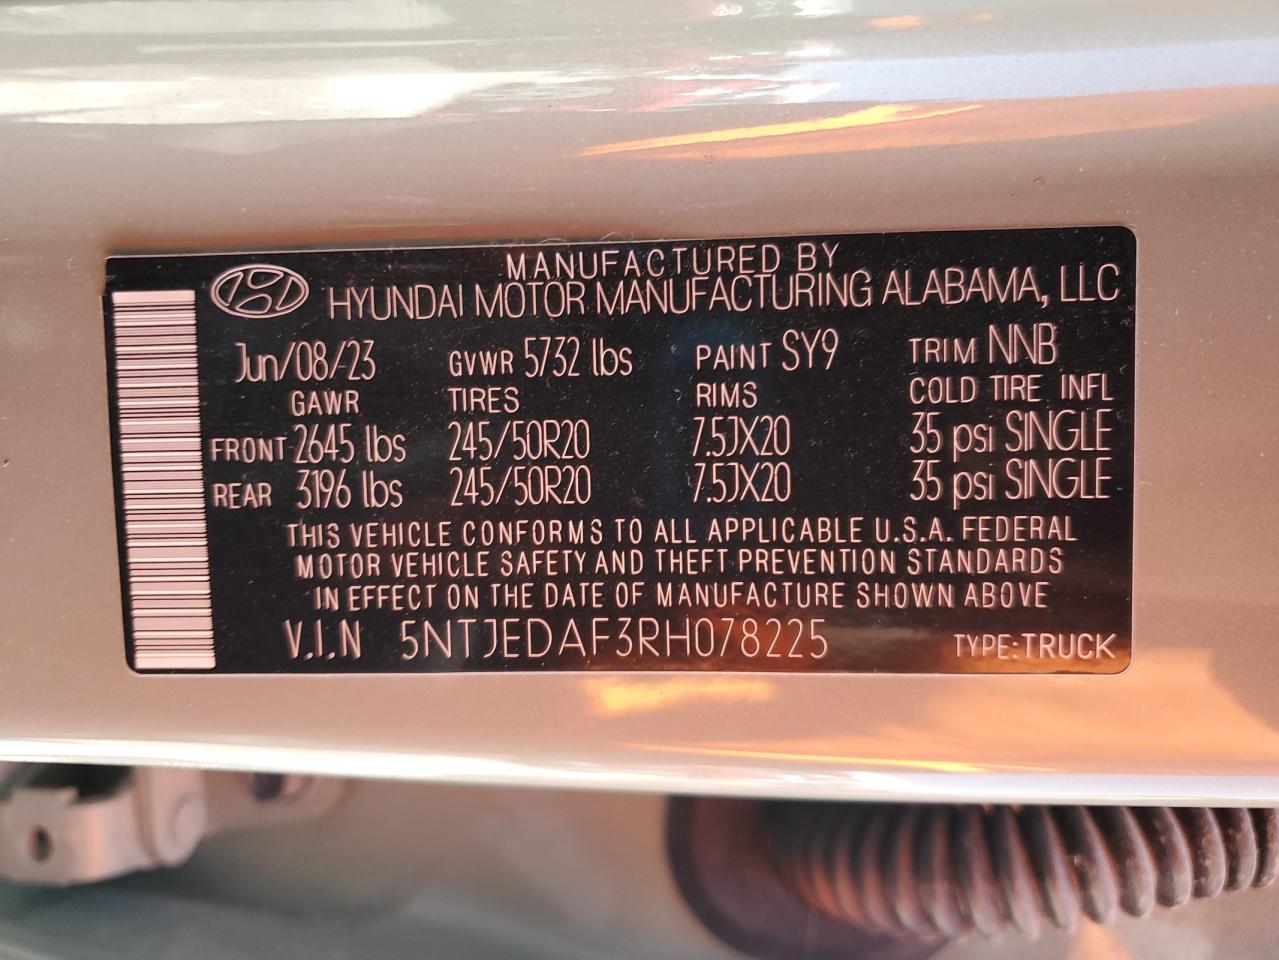 MANUFACTURED BY
HYUNDAI MOTOR MANUFACTURING ALABAMA, LLC
Jun/08/23 GVWR 5732 lbs PAINT SY9 TRIM NNB
GAWR TIRES RIMS COLD TIRE INFL
FRONT 2645 lbs 245/50R20 7.5JX20 35 psi SINGLE
REAR 3196 lbs 245/50R20 7.5JX20 35 psi SINGLE
THIS VEHICLE CONFORMS TO ALL APPLICABLE U.S.A. FEDERAL
MOTOR VEHICLE SAFETY AND THEFT PREVENTION STANDARDS
IN EFFECT ON THE DATE OF MANUFACTURE SHOWN ABOVE
V.I.N 5NTJEDAF3RH078225 TYPE:TRUCK